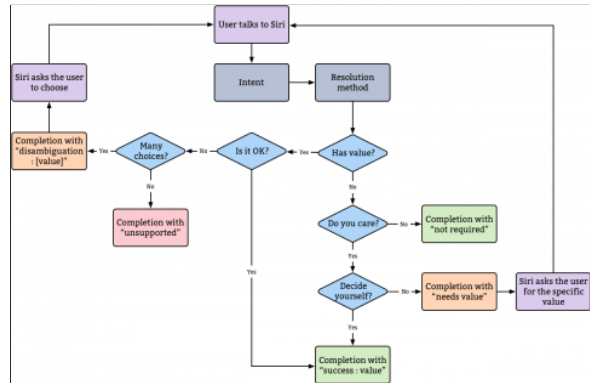 User talks to Siri
Siri asks the user
to choose
Intent
Resolution
method
Completion with
"disambiguation
: [value]"
Yes
Many
choices?
No
Is it OK?
Yes
Has value?
No
No
Completion with
"unsupported"
Do you care?
No
Completion with
"not required"
Yes
Yes
Decide
yourself?
No
Completion with
"needs value"
Siri asks the user
for the specific
value
Yes
Completion with
"success : value"